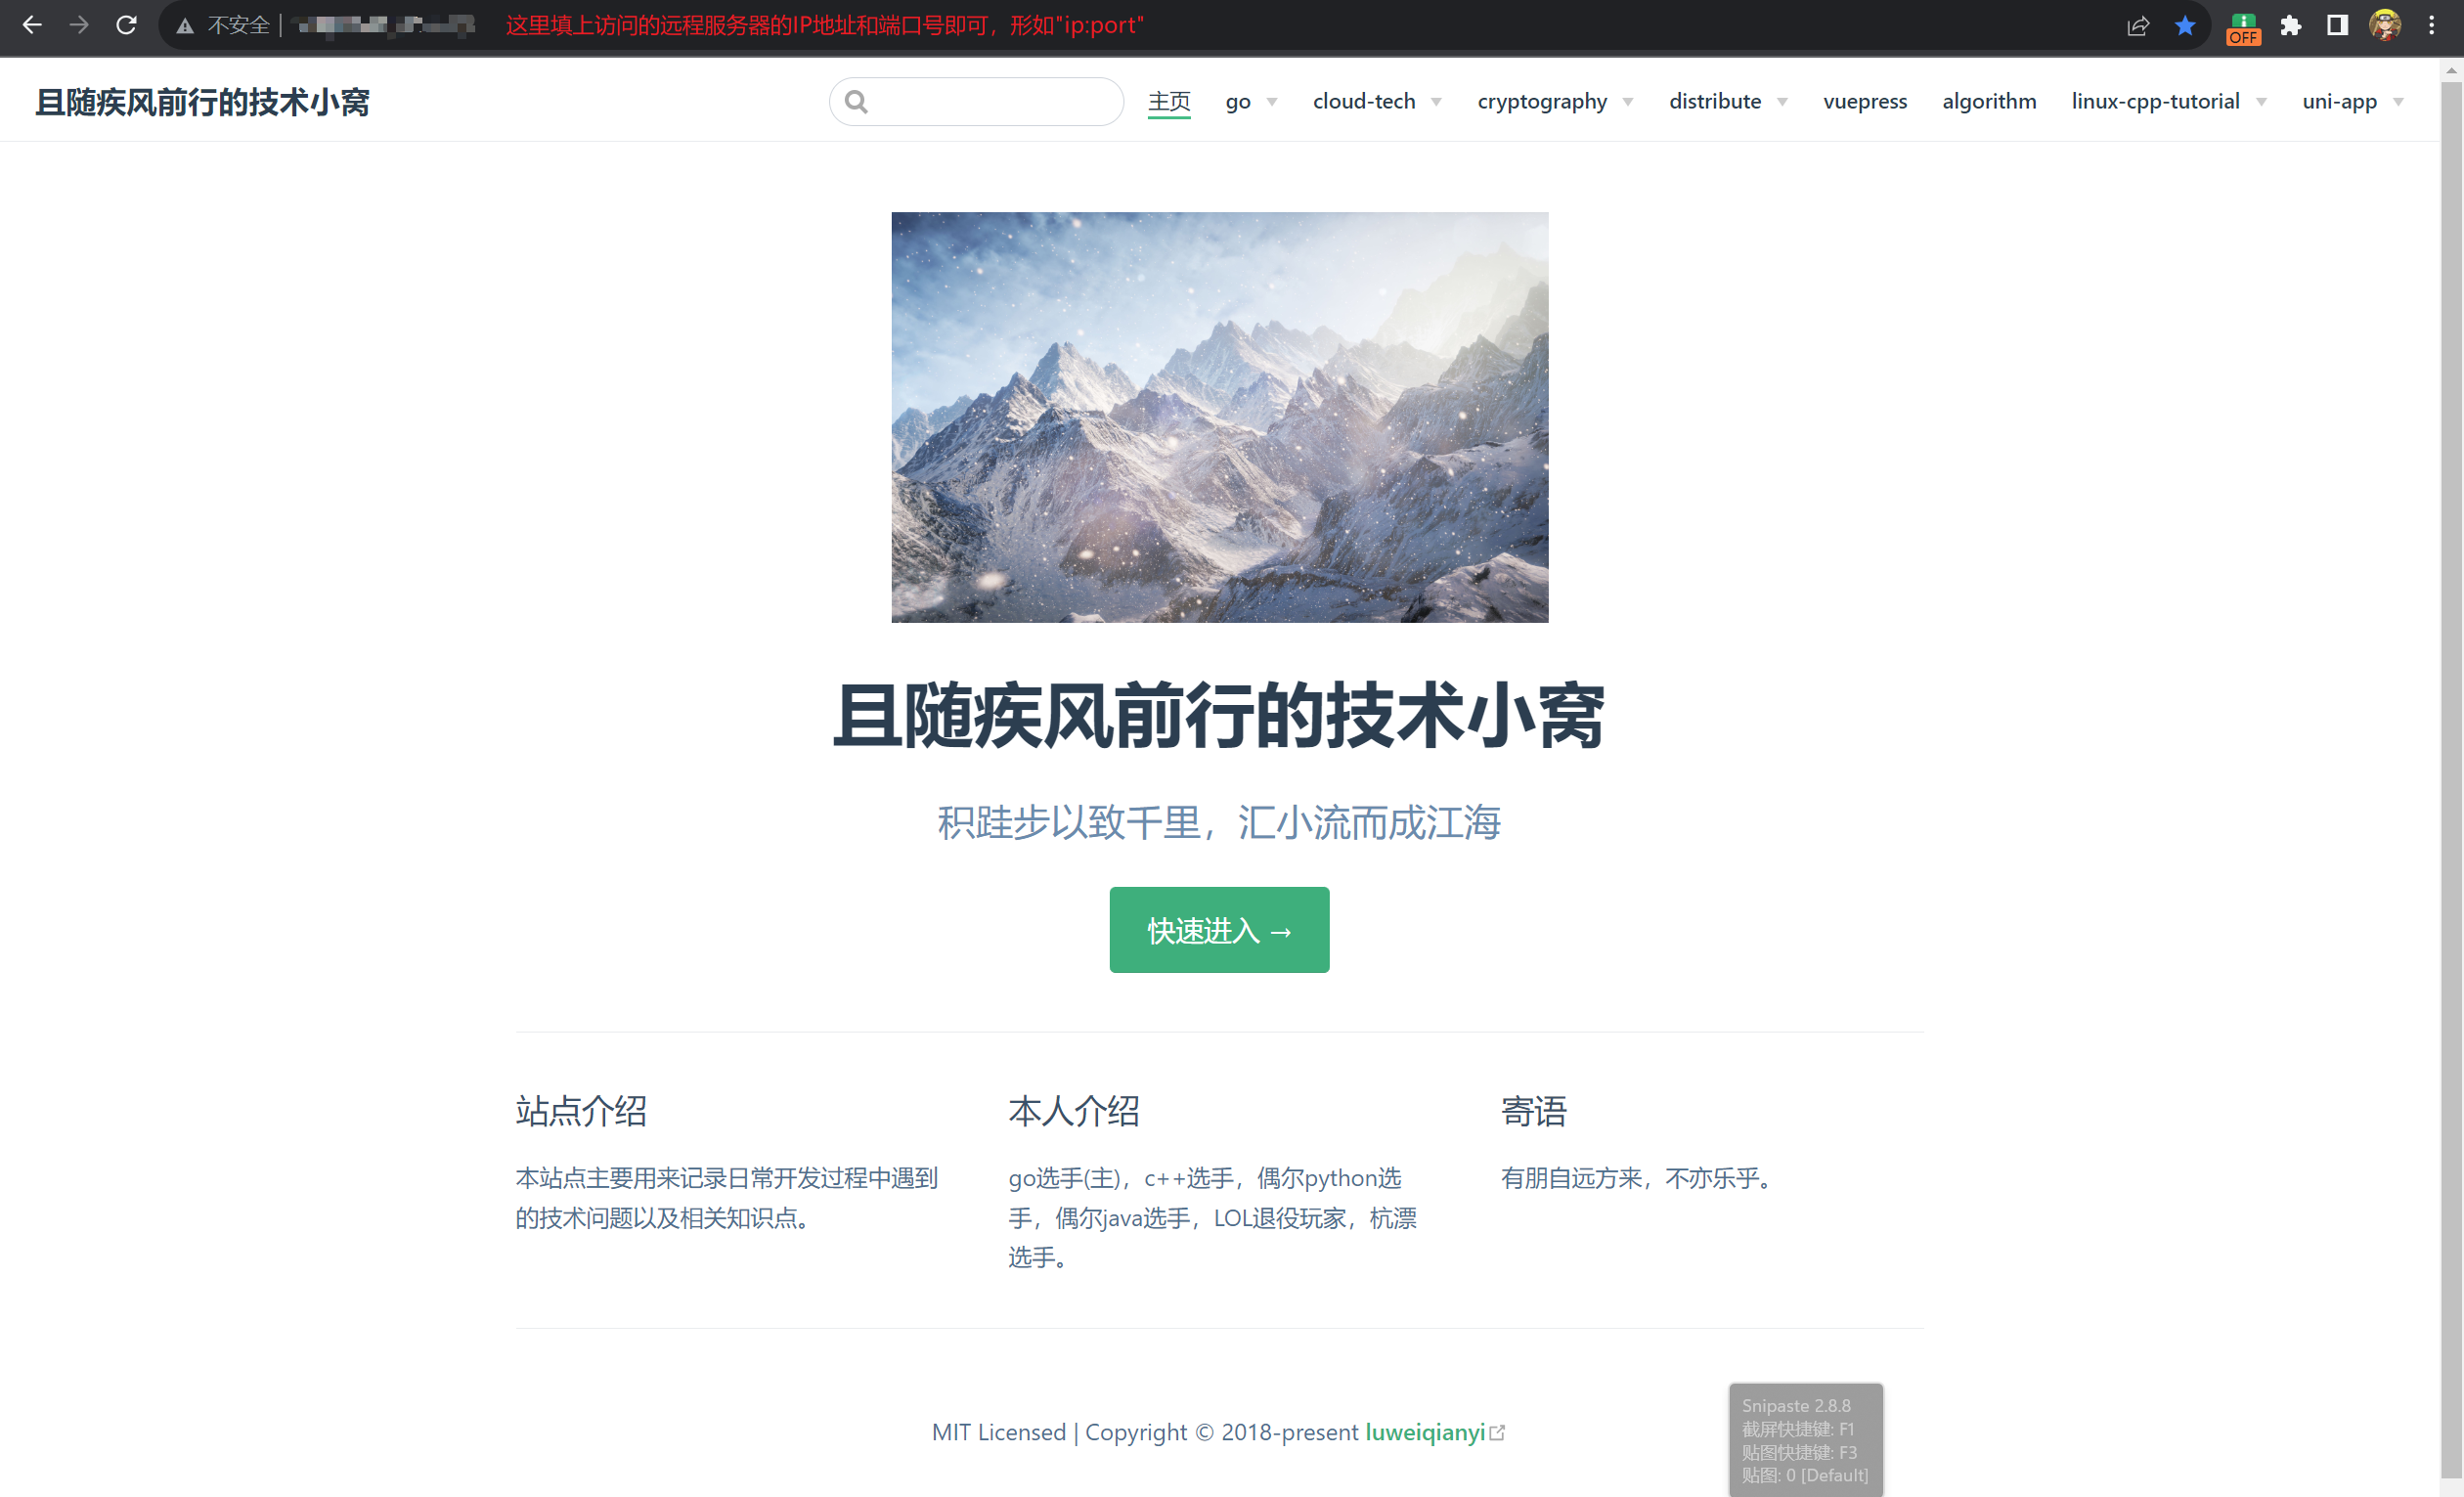 不安全 | 这里填上访问的远程服务器的IP地址和端口号即可，形如"ip:port"
OFF
且随疾风前行的技术小窝
主页 go cloud-tech cryptography distribute vuepress algorithm linux-cpp-tutorial uni-app
且随疾风前行的技术小窝
积跬步以致千里，汇小流而成江海
快速进入 →
站点介绍
本站点主要用来记录日常开发过程中遇到
的技术问题以及相关知识点。
本人介绍
go选手(主)，c++选手，偶尔python选
手，偶尔java选手，LOL退役玩家，杭漂
选手。
寄语
有朋自远方来，不亦乐乎。
MIT Licensed | Copyright © 2018-present luweiqianyi
Snipaste 2.8.8
截屏快捷键: F1
贴图快捷键: F3
贴图: 0 [Default]